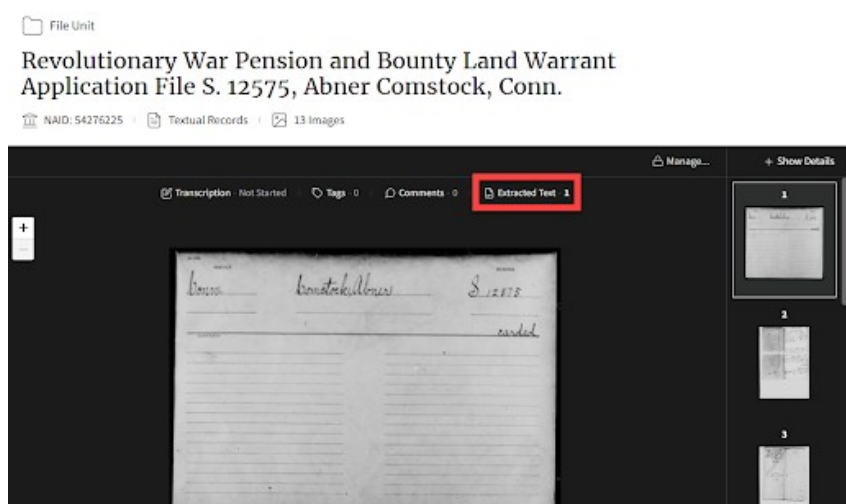 File Unit
Revolutionary War Pension and Bounty Land Warrant
Application File S. 12575, Abner Comstock, Conn.
NAID: 54276225 Textual Records 13 Images
Manage... + Show Details
Transcription - Not Started Tags - 0 Comments - 0 Extracted Text - 1
1
+
Conn. Comstock, Abner S 12575
carded
2
3